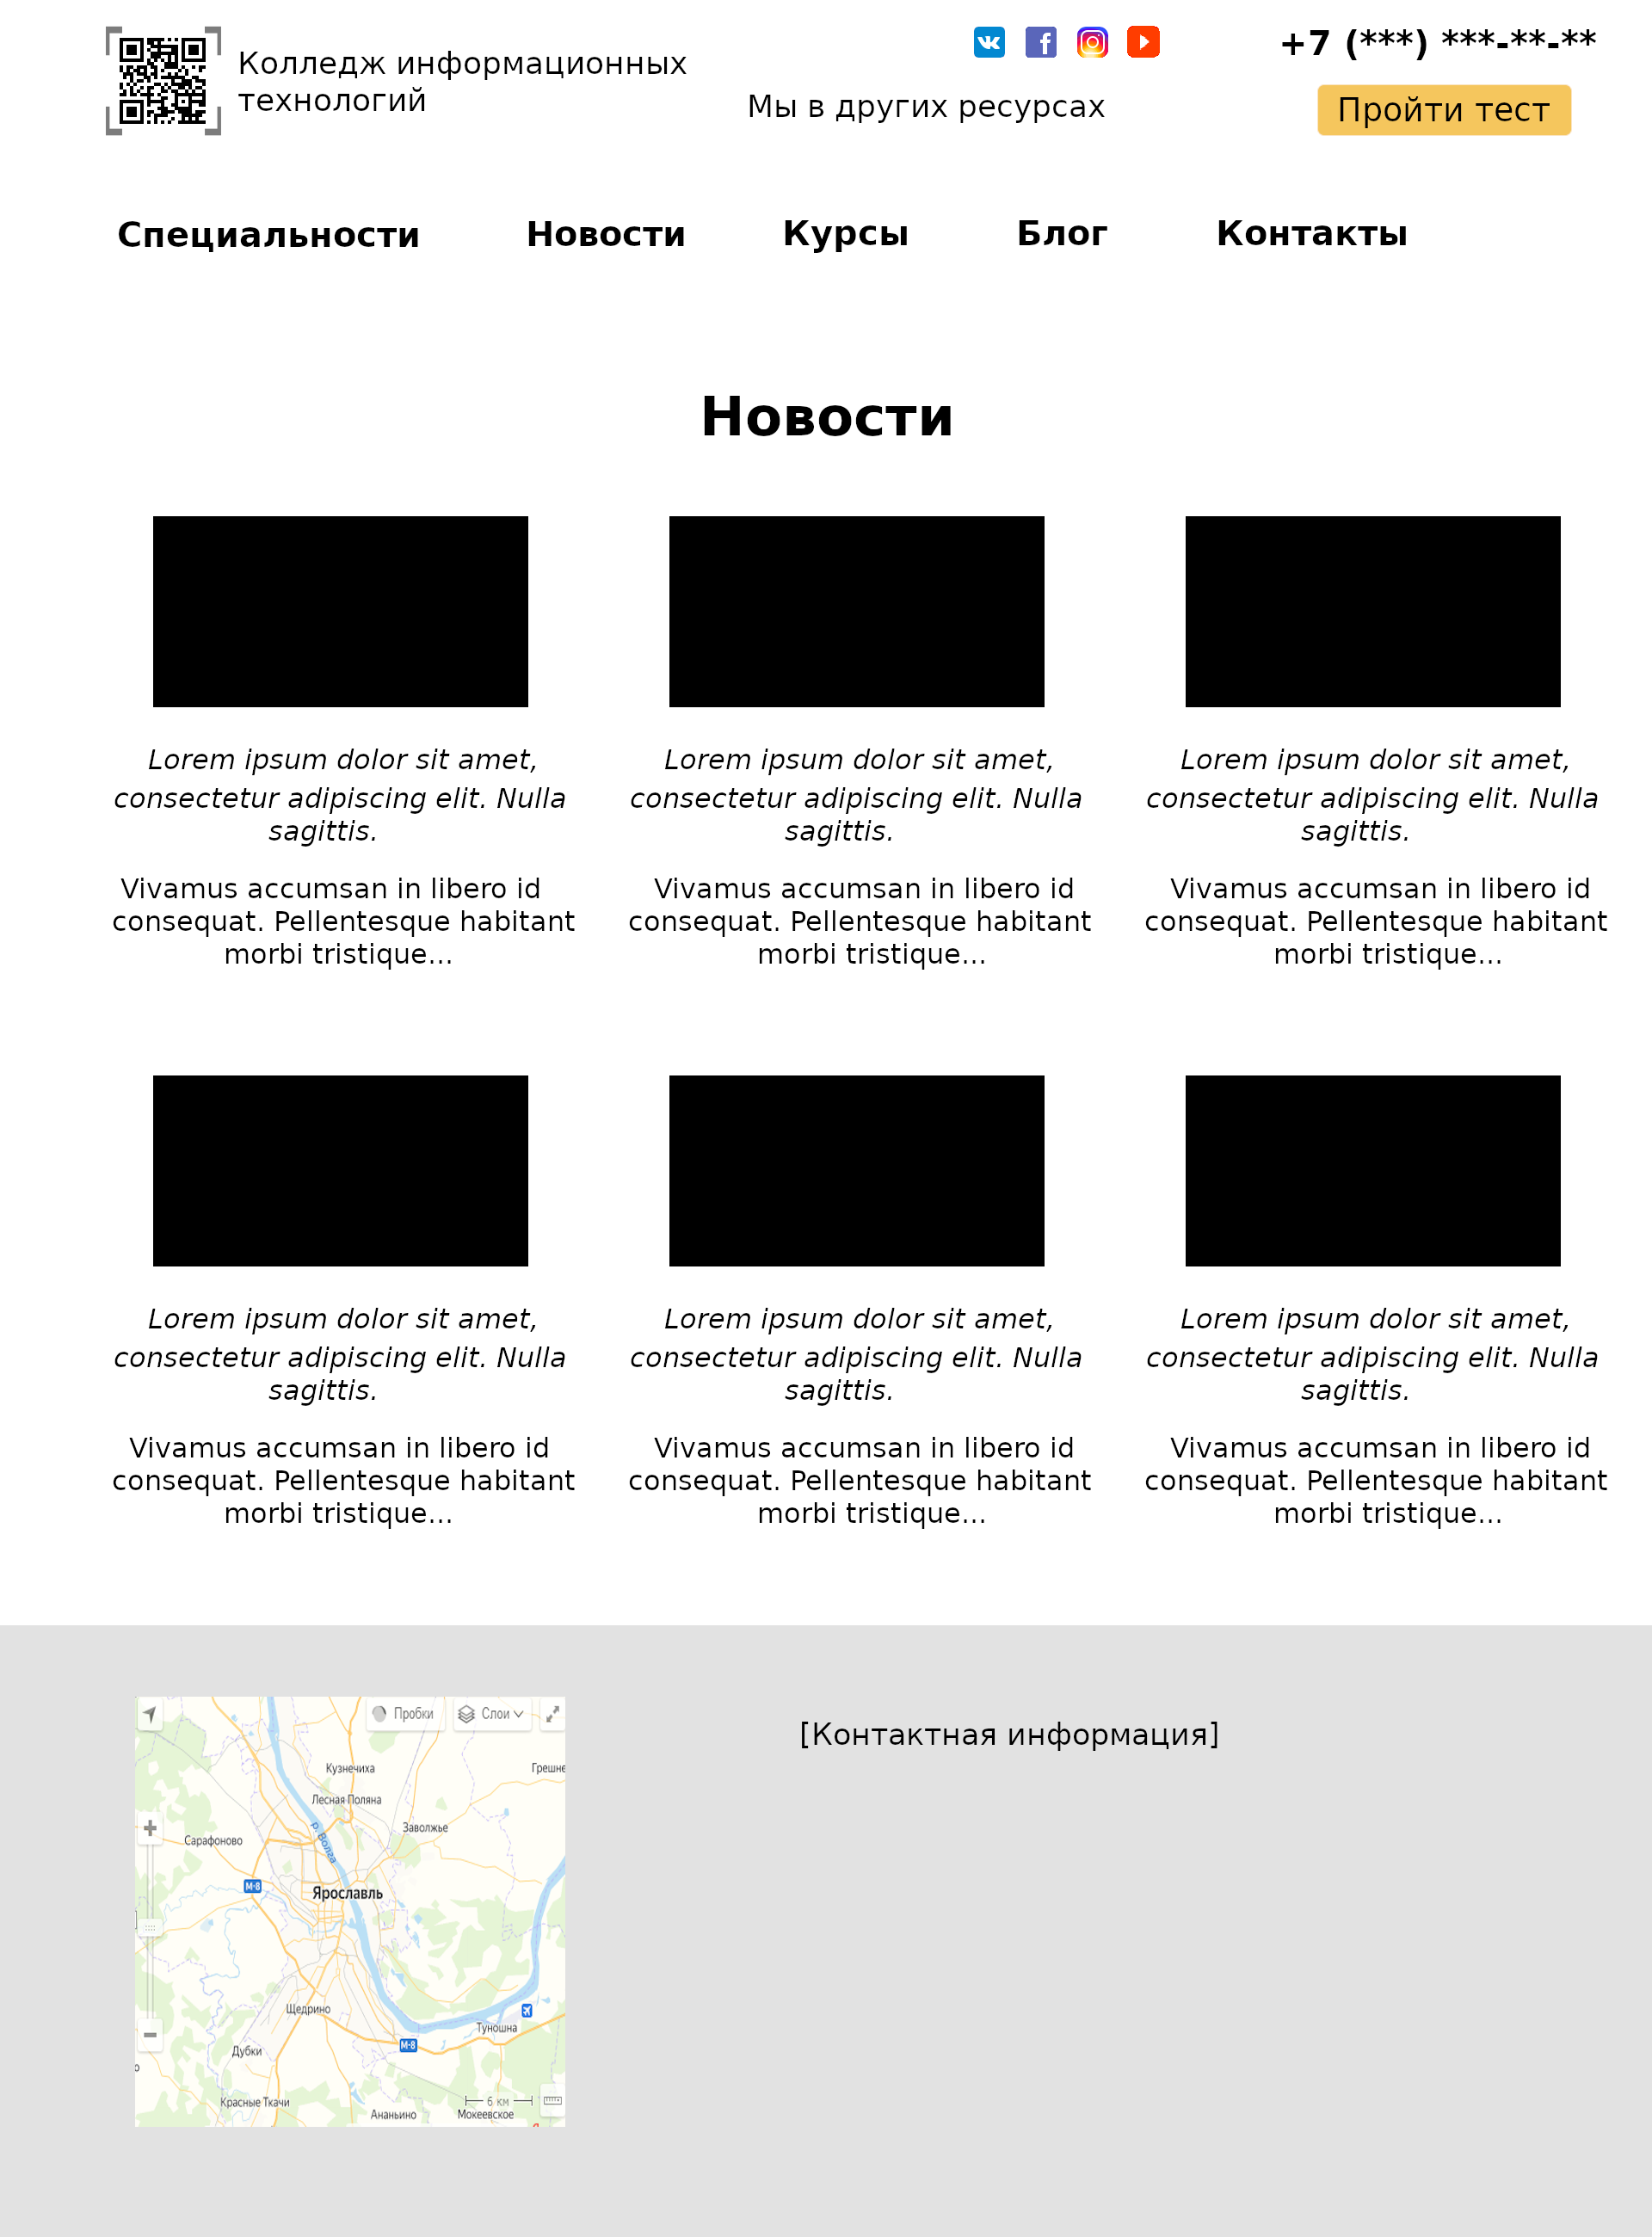 Колледж информационных
технологий
Мы в других ресурсах
+7 (***) ***-**-**
Пройти тест
Специальности Новости Курсы Блог Контакты
Новости
Lorem ipsum dolor sit amet,
consectetur adipiscing elit. Nulla
sagittis.
Vivamus accumsan in libero id
consequat. Pellentesque habitant
morbi tristique...
Lorem ipsum dolor sit amet,
consectetur adipiscing elit. Nulla
sagittis.
Vivamus accumsan in libero id
consequat. Pellentesque habitant
morbi tristique...
Lorem ipsum dolor sit amet,
consectetur adipiscing elit. Nulla
sagittis.
Vivamus accumsan in libero id
consequat. Pellentesque habitant
morbi tristique...
Lorem ipsum dolor sit amet,
consectetur adipiscing elit. Nulla
sagittis.
Vivamus accumsan in libero id
consequat. Pellentesque habitant
morbi tristique...
Lorem ipsum dolor sit amet,
consectetur adipiscing elit. Nulla
sagittis.
Vivamus accumsan in libero id
consequat. Pellentesque habitant
morbi tristique...
Lorem ipsum dolor sit amet,
consectetur adipiscing elit. Nulla
sagittis.
Vivamus accumsan in libero id
consequat. Pellentesque habitant
morbi tristique...
Пробки Слои
Кузнечиха
Грешне
Лесная Поляна
р. Волга
Заволжье
Сарафоново
М-8
Ярославль
Щедрино
Туношна
М-8
Дубки
Красные Ткачи
6 км
Ананьино
Мокеевское
[Контактная информация]